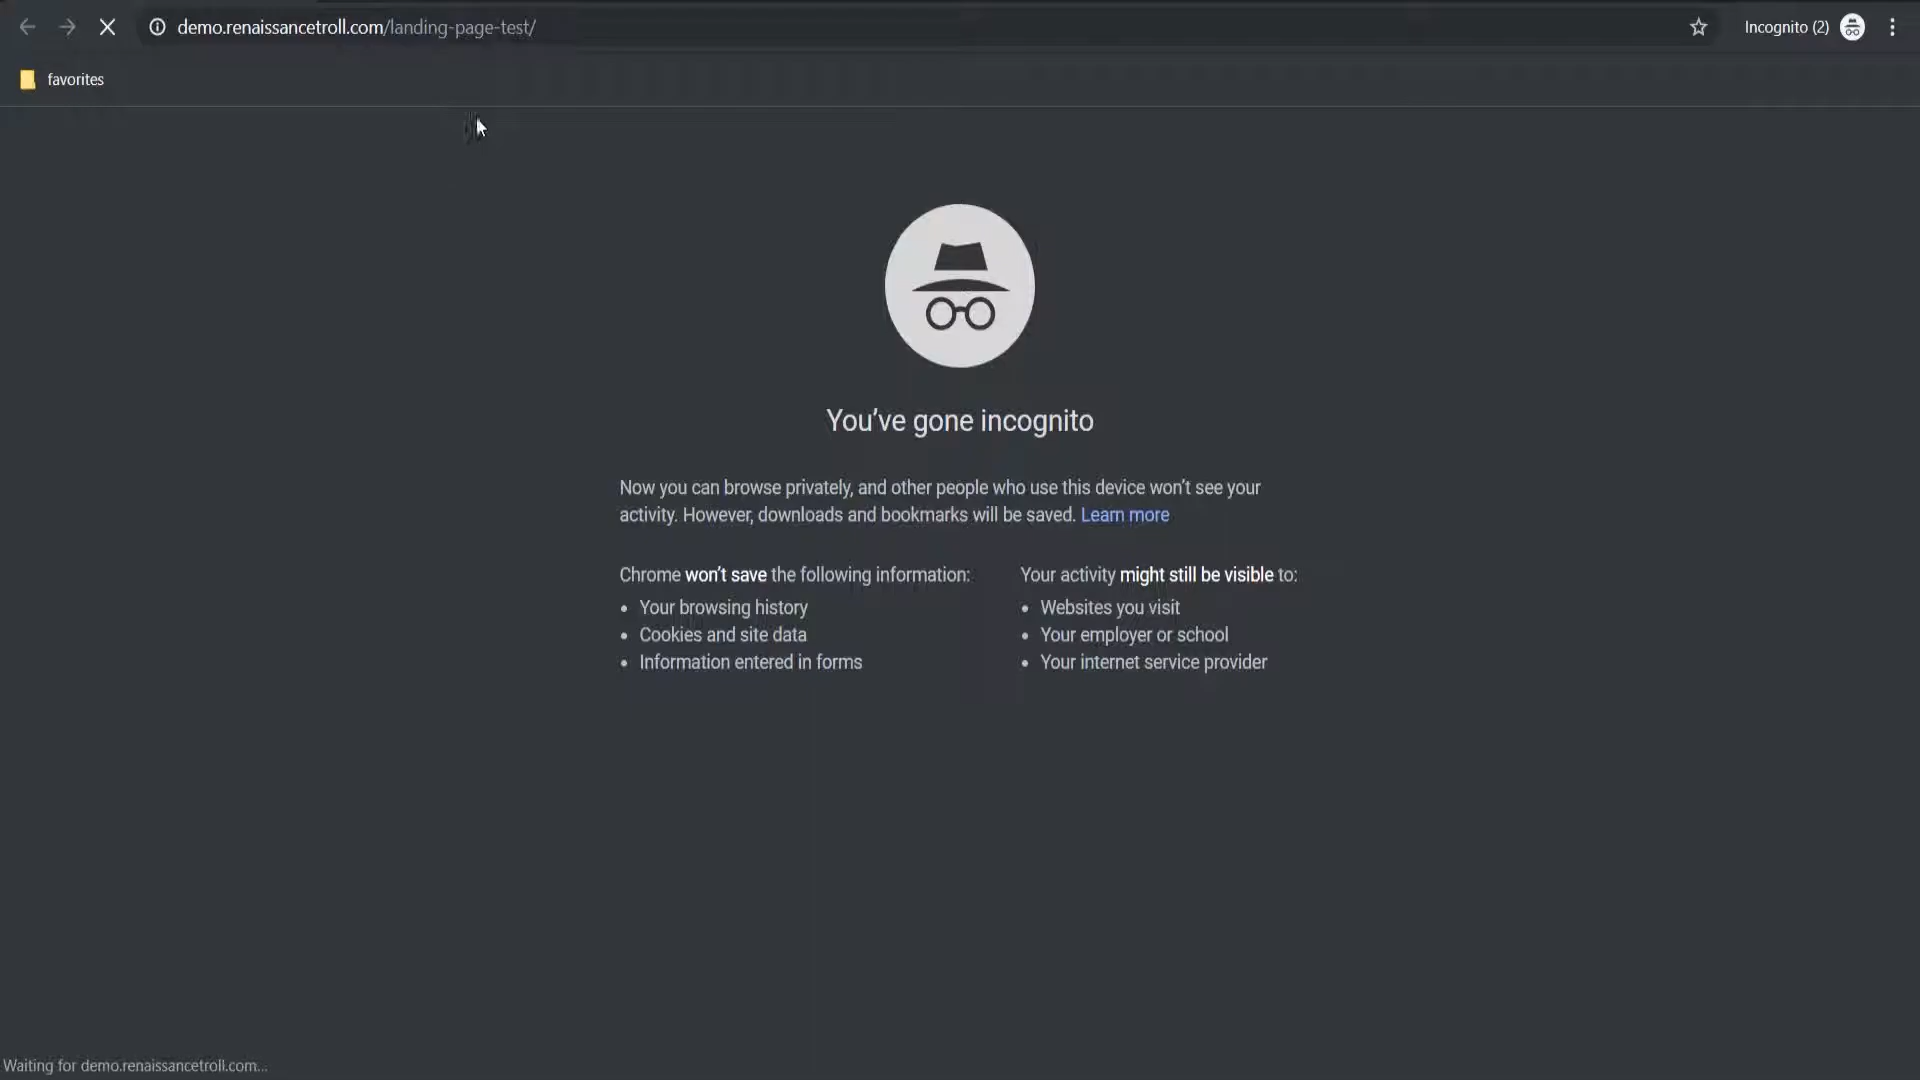 demo.renaissancetroll.com/landing-page-test/
Incognito (2)
favorites
You've gone incognito
Now you can browse privately, and other people who use this device won't see your
activity. However, downloads and bookmarks will be saved. Learn more
Chrome won't save the following information:
Your browsing history
Cookies and site data
Information entered in forms
Your activity might still be visible to:
Websites you visit
Your employer or school
Your internet service provider
Waiting for demo.renaissancetroll.com...